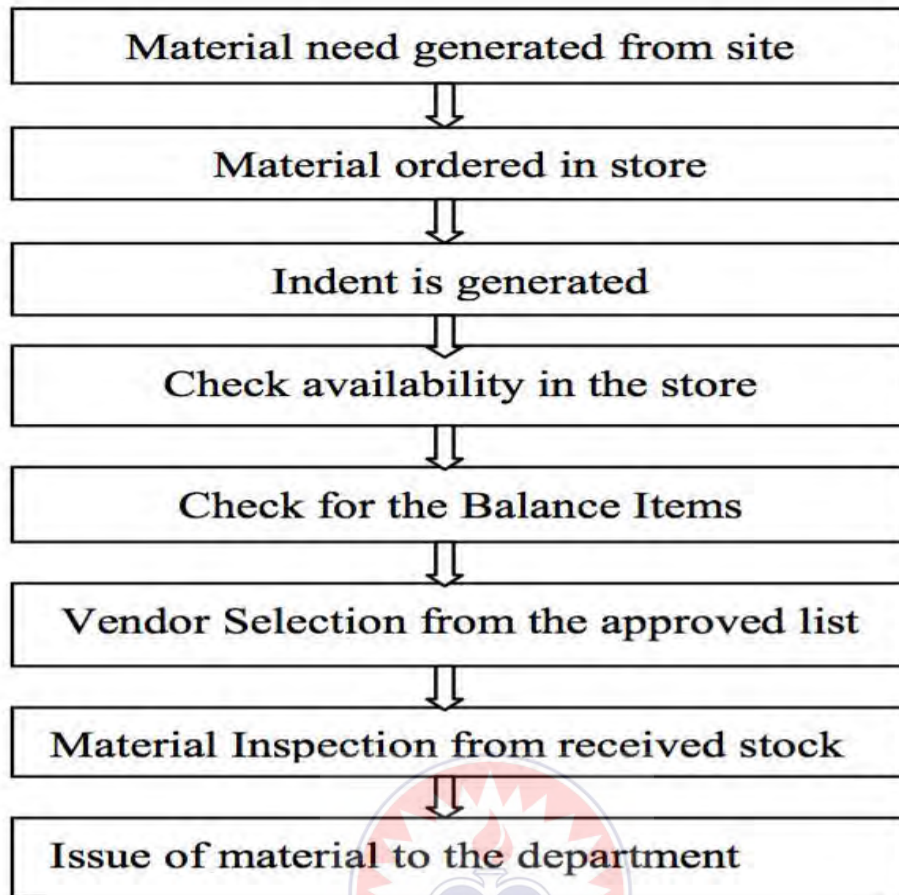 Material need generated from site
Material ordered in store
Indent is generated
Check availability in the store
Check for the Balance Items
Vendor Selection from the approved list
Material Inspection from received stock
Issue of material to the department